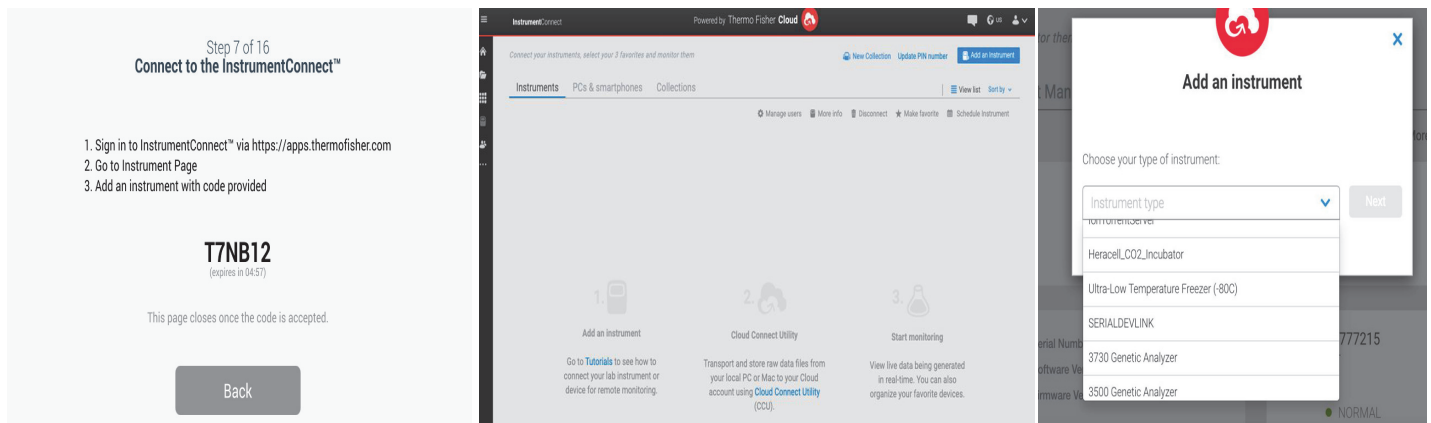 Step 7 of 16
Connect to the InstrumentConnect™
1. Sign in to InstrumentConnect™ via https://apps.thermofisher.com
2. Go to Instrument Page
3. Add an instrument with code provided
T7NB12
(expires in 04:57)
This page closes once the code is accepted.
Back
InstrumentConnect
Powered by Thermo Fisher Cloud
US
Connect your instruments, select your 3 favorites and monitor them
New Collection Update PIN number Add an Instrument
Instruments PCs & smartphones Collections
View list Sort by
Manage users More info Disconnect Make favorite Schedule Instrument
1.
Add an instrument
Go to Tutorials to see how to
connect your lab instrument or
device for remote monitoring.
2.
Cloud Connect Utility
Transport and store raw data files from
your local PC or Mac to your Cloud
account using Cloud Connect Utility
(CCU).
3.
Start monitoring
View live data being generated
in real-time. You can also
organize your favorite devices.
Add an instrument
Choose your type of instrument:
Instrument type
Next
IonTorrentServer
Heracell_CO2_Incubator
Ultra-Low Temperature Freezer (-80C)
SERIALDEVLINK
3730 Genetic Analyzer
3500 Genetic Analyzer
777215
NORMAL